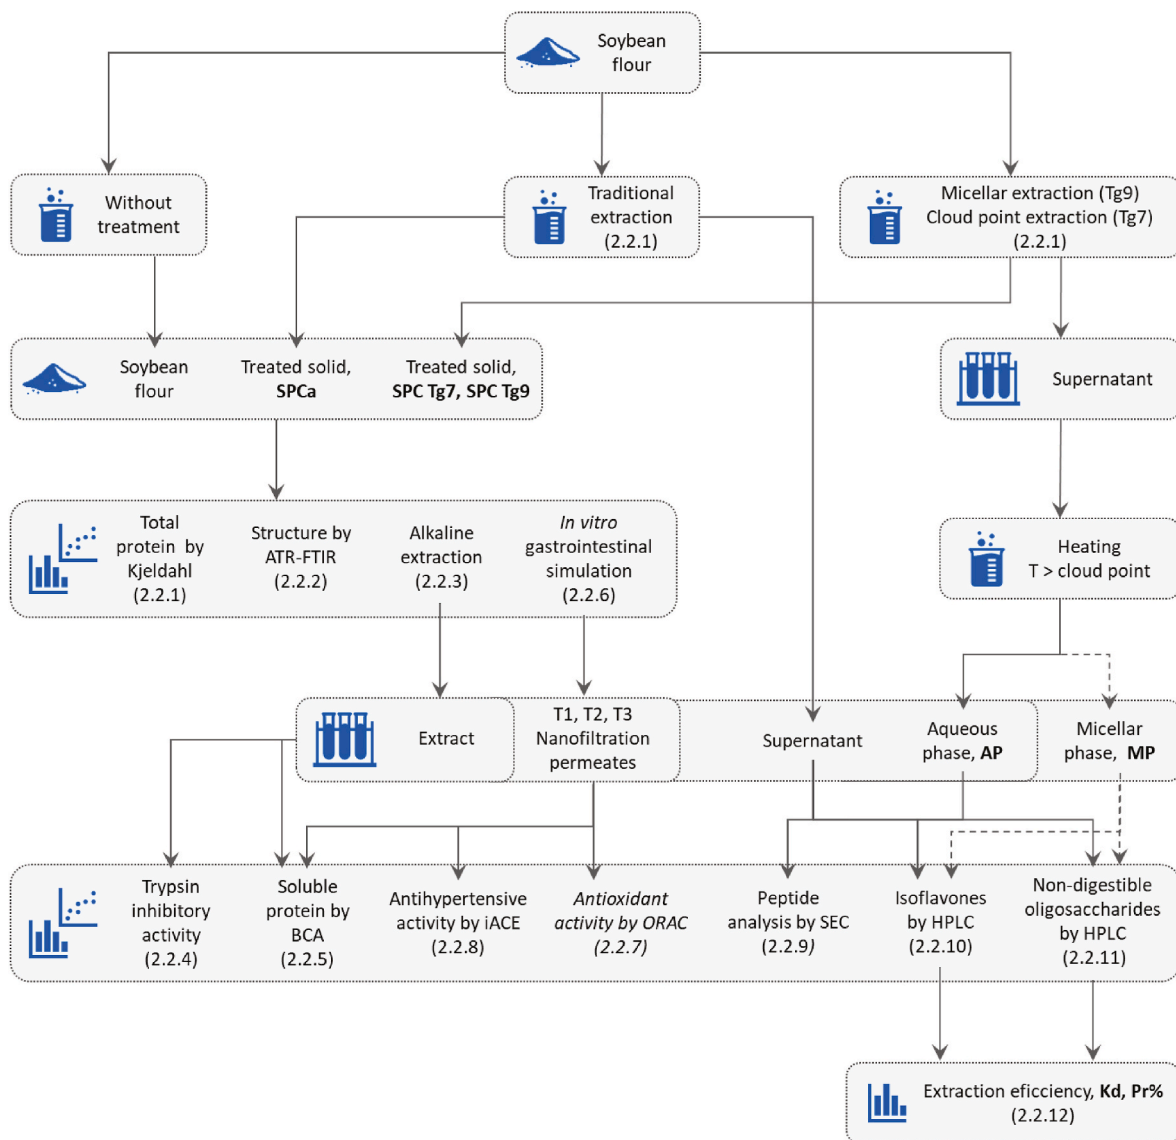 Soybean
flour
Without
treatment
Traditional
extraction
(2.2.1)
Micellar extraction (Tg9)
Cloud point extraction (Tg7)
(2.2.1)
Soybean
flour
Treated solid,
SPCa
Treated solid,
SPC Tg7, SPC Tg9
Supernatant
Total
protein by
Kjeldahl
(2.2.1)
Structure by
ATR-FTIR
(2.2.2)
Alkaline
extraction
(2.2.3)
In vitro
gastrointestinal
simulation
(2.2.6)
Heating
T > cloud point
Extract
T1, T2, T3
Nanofiltration
permeates
Supernatant
Aqueous
phase, AP
Micellar
phase, MP
Trypsin
inhibitory
activity
(2.2.4)
Soluble
protein by
BCA
(2.2.5)
Antihypertensive
activity by iACE
(2.2.8)
Antioxidant
activity by ORAC
(2.2.7)
Peptide
analysis by SEC
(2.2.9)
Isoflavones
by HPLC
(2.2.10)
Non-digestible
oligosaccharides
by HPLC
(2.2.11)
Extraction eficciency, Kd, Pr%
(2.2.12)